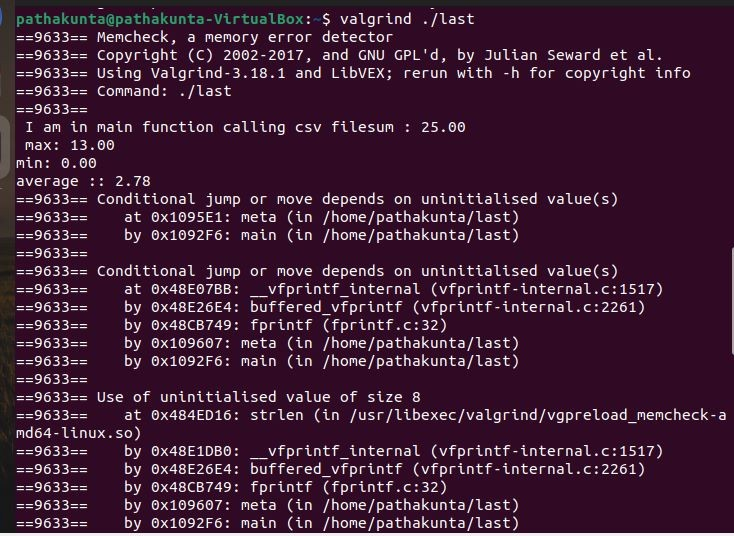 pathakunta@pathakunta-VirtualBox:~$ valgrind ./last
==9633== Memcheck, a memory error detector
==9633== Copyright (C) 2002-2017, and GNU GPL'd, by Julian Seward et al.
==9633== Using Valgrind-3.18.1 and LibVEX; rerun with -h for copyright info
==9633== Command: ./last
==9633==
 I am in main function calling csv filesum : 25.00
 max: 13.00
min: 0.00
average :: 2.78
==9633== Conditional jump or move depends on uninitialised value(s)
==9633==    at 0x1095E1: meta (in /home/pathakunta/last)
==9633==    by 0x1092F6: main (in /home/pathakunta/last)
==9633==
==9633== Conditional jump or move depends on uninitialised value(s)
==9633==    at 0x48E07BB: __vfprintf_internal (vfprintf-internal.c:1517)
==9633==    by 0x48E26E4: buffered_vfprintf (vfprintf-internal.c:2261)
==9633==    by 0x48CB749: fprintf (fprintf.c:32)
==9633==    by 0x109607: meta (in /home/pathakunta/last)
==9633==    by 0x1092F6: main (in /home/pathakunta/last)
==9633==
==9633== Use of uninitialised value of size 8
==9633==    at 0x484ED16: strlen (in /usr/libexec/valgrind/vgpreload_memcheck-a
md64-linux.so)
==9633==    by 0x48E1DB0: __vfprintf_internal (vfprintf-internal.c:1517)
==9633==    by 0x48E26E4: buffered_vfprintf (vfprintf-internal.c:2261)
==9633==    by 0x48CB749: fprintf (fprintf.c:32)
==9633==    by 0x109607: meta (in /home/pathakunta/last)
==9633==    by 0x1092F6: main (in /home/pathakunta/last)